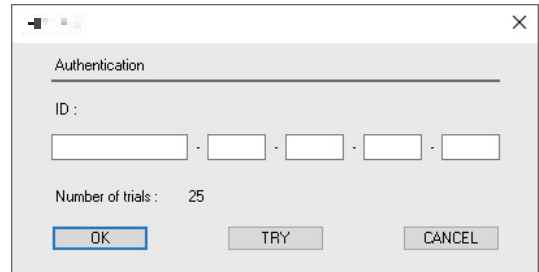 Authentication
ID :
- - - -
Number of trials : 25
OK TRY CANCEL